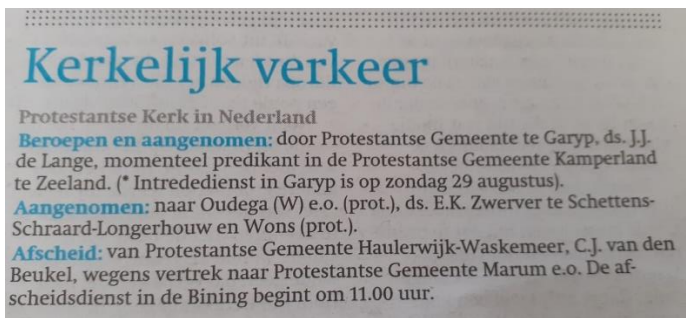 Kerkelijk verkeer
Protestantse Kerk in Nederland
Beroepen en aangenomen: door Protestantse Gemeente te Garyp, ds. J.J.
de Lange, momenteel predikant in de Protestantse Gemeente Kamperland
te Zeeland. (* Intrededienst in Garyp is op zondag 29 augustus).
Aangenomen: naar Oudega (W) e.o. (prot.), ds. E.K. Zwerver te Schettens-
Schraard-Longerhouw en Wons (prot.).
Afscheid: van Protestantse Gemeente Haulerwijk-Waskemeer, C.J. van den
Beukel, wegens vertrek naar Protestantse Gemeente Marum e.o. De af-
scheidsdienst in de Bining begint om 11.00 uur.